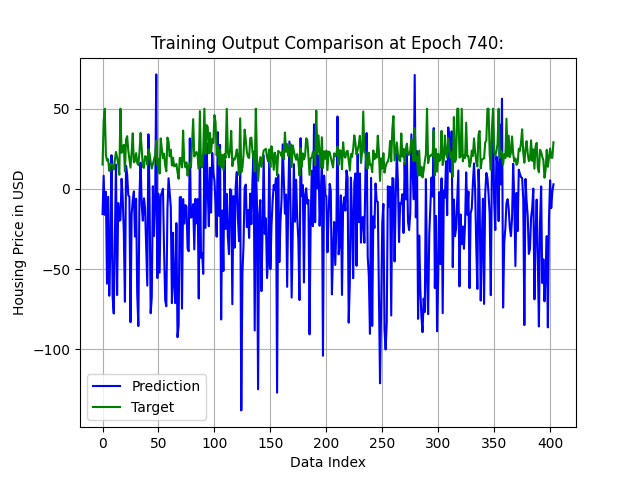 Training Output Comparison at Epoch 740:
Housing Price in USD
50
0
−50
−100
Prediction
Target
0 50 100 150 200 250 300 350 400
Data Index